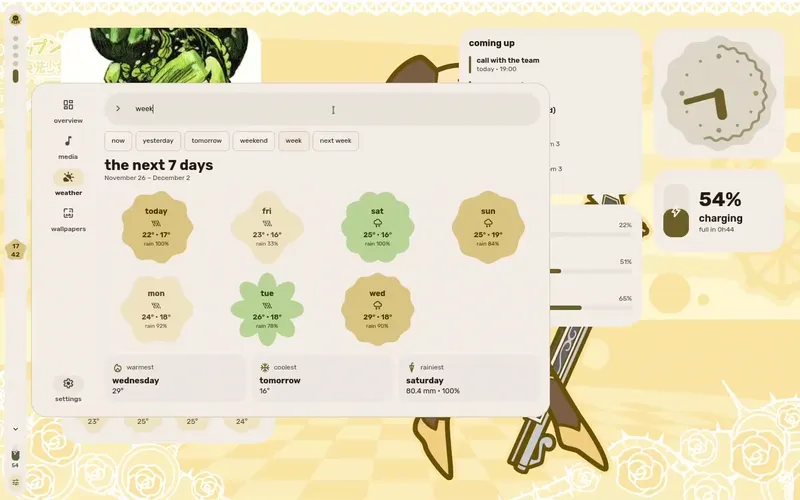 coming up
call with the team
today • 19:00
overview
media
weather
wallpapers
settings
week
now
yesterday
tomorrow
weekend
week
next week
the next 7 days
November 26 – December 2
today
22° • 17°
rain 100%
fri
23° • 16°
rain 33%
sat
25° • 16°
rain 100%
sun
25° • 19°
rain 84%
mon
24° • 18°
rain 92%
tue
26° • 18°
rain 78%
wed
29° • 18°
rain 90%
warmest
wednesday
29°
coolest
tomorrow
16°
rainiest
saturday
80.4 mm • 100%
54%
charging
full in 0h44
22%
51%
65%
17
42
54
23°
25°
25°
24°